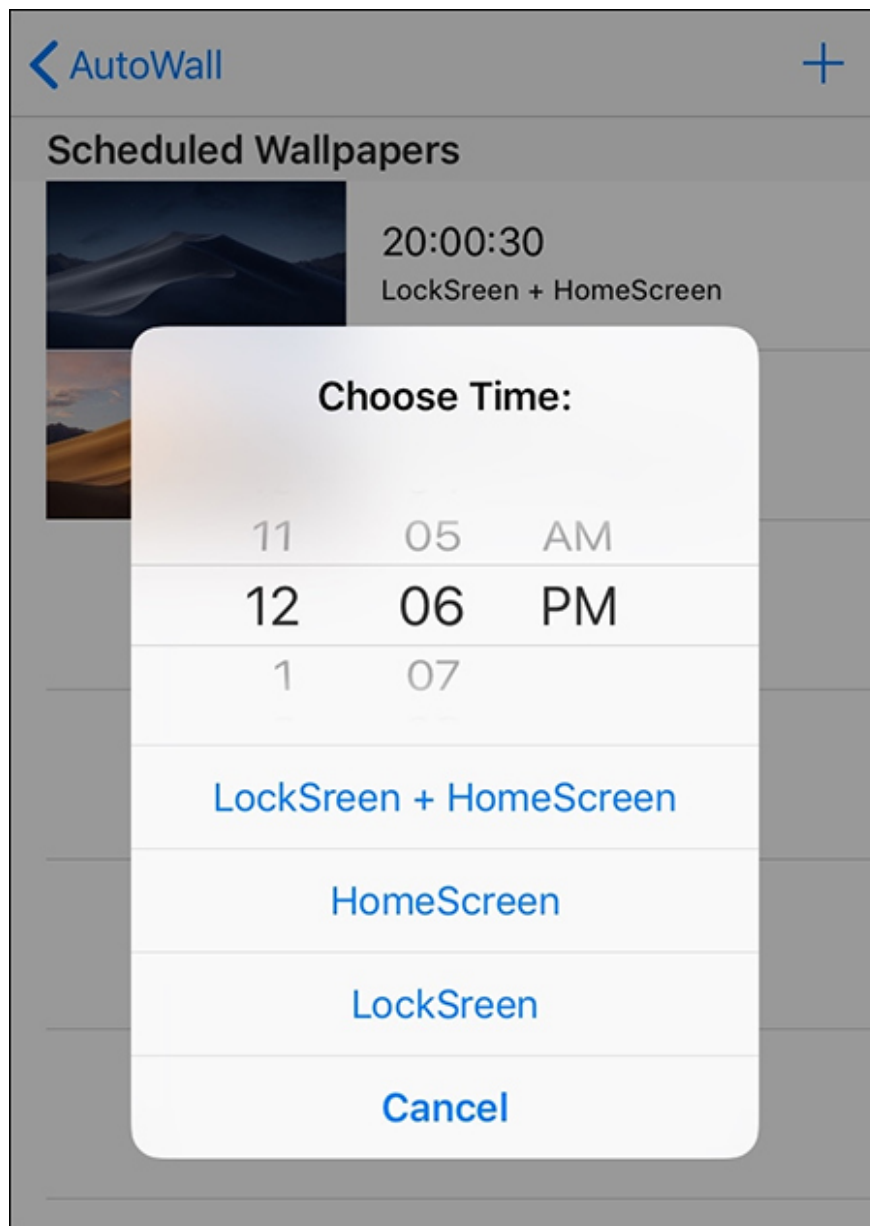 AutoWall +
Scheduled Wallpapers
20:00:30
LockSreen + HomeScreen
Choose Time:
11 05 AM
12 06 PM
1 07
LockSreen + HomeScreen
HomeScreen
LockSreen
Cancel